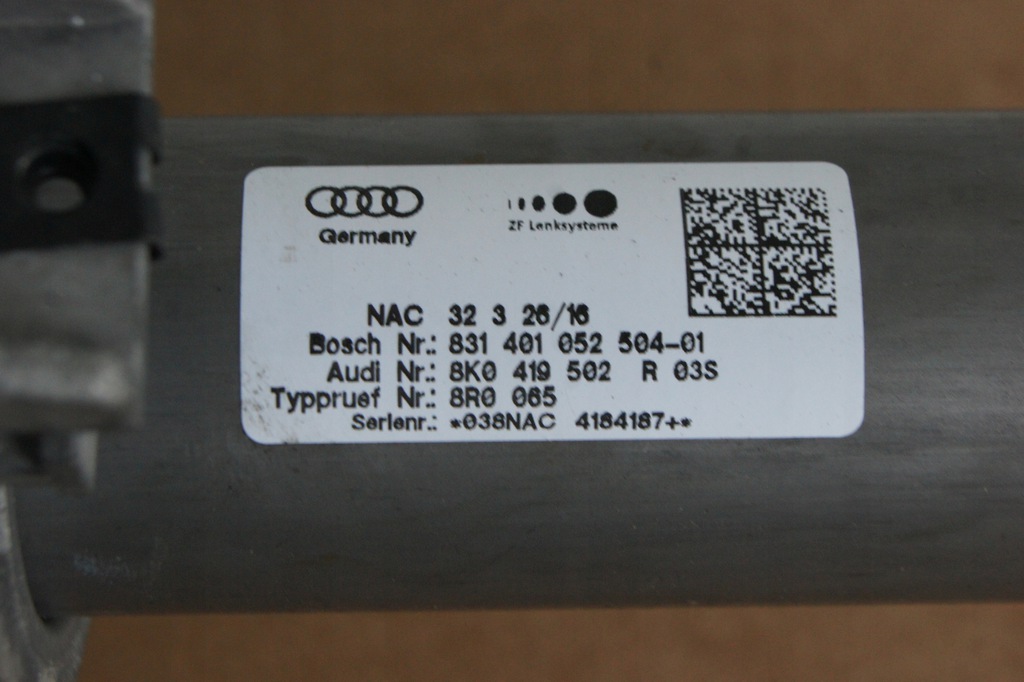 Germany
ZF Lenksysteme
NAC 32 3 26/16
Bosch Nr.: 831 401 052 504-01
Audi Nr.: 8K0 419 502 R 03S
Typpruef Nr.: 8R0 065
Serienr.: *038NAC 4184187+*